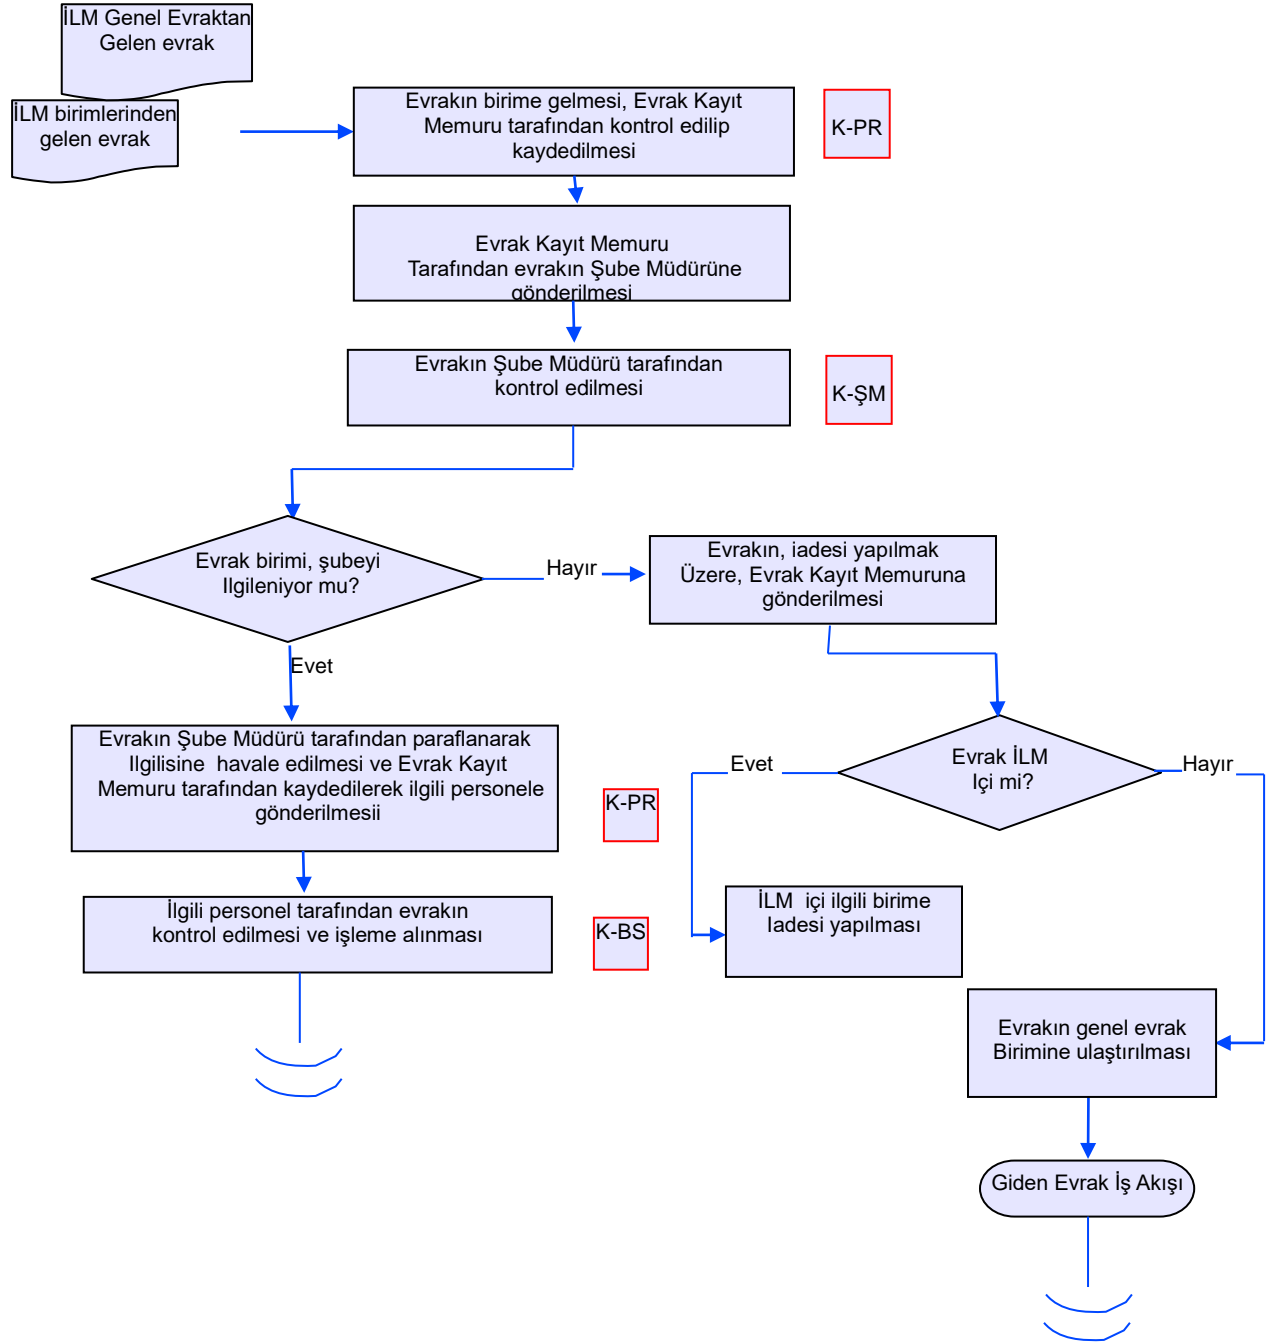 İLM Genel Evraktan
Gelen evrak
İLM birimlerinden
gelen evrak
Evrakın birime gelmesi, Evrak Kayıt
Memuru tarafından kontrol edilip
kaydedilmesi
K-PR
Evrak Kayıt Memuru
Tarafından evrakın Şube Müdürüne
gönderilmesi
Evrakın Şube Müdürü tarafından
kontrol edilmesi
K-ŞM
Evrak birimi, şubeyi
Ilgileniyor mu?
Hayır
Evrakın, iadesi yapılmak
Üzere, Evrak Kayıt Memuruna
gönderilmesi
Evet
Evrakın Şube Müdürü tarafından paraflanarak
Ilgilisine  havale edilmesi ve Evrak Kayıt
Memuru tarafından kaydedilerek ilgili personele
gönderilmesii
K-PR
Evet
Evrak İLM
Içi mi?
Hayır
İlgili personel tarafından evrakın
kontrol edilmesi ve işleme alınması
K-BS
İLM  içi ilgili birime
Iadesi yapılması
Evrakın genel evrak
Birimine ulaştırılması
Giden Evrak İş Akışı